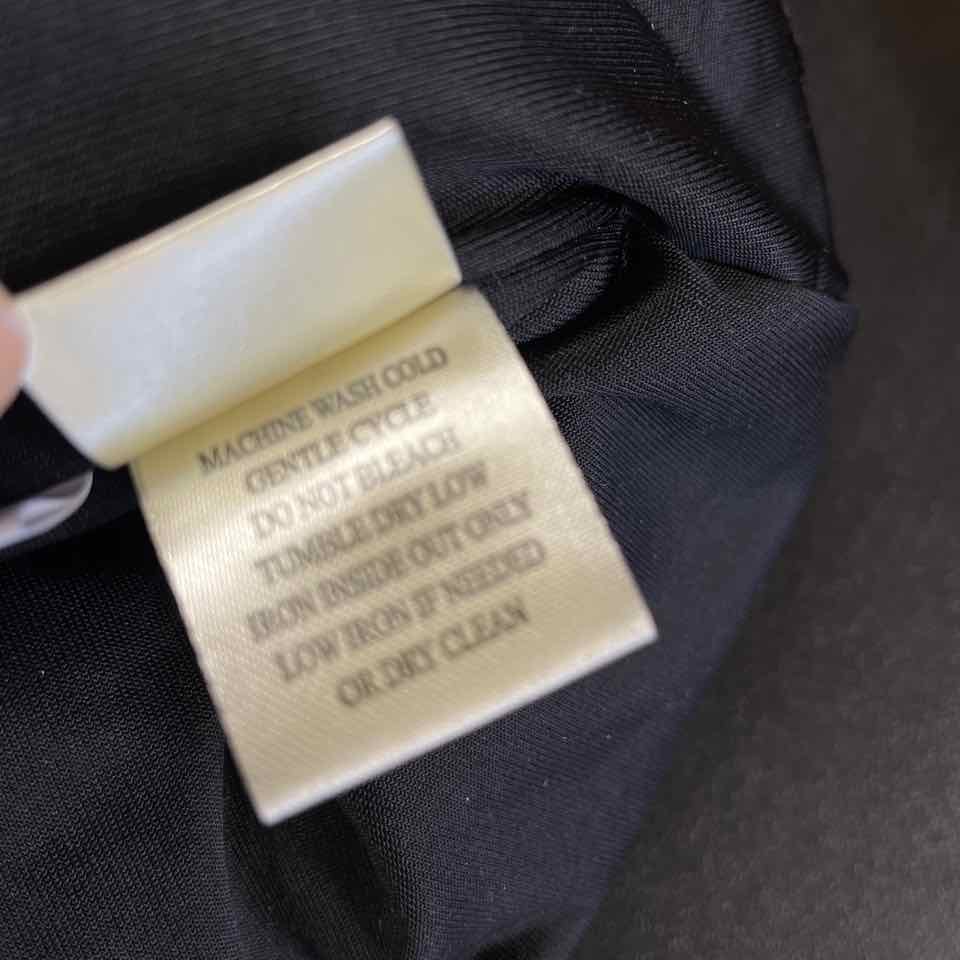 MACHINE WASH COLD
GENTLE CYCLE
DO NOT BLEACH
TUMBLE DRY LOW
IRON INSIDE OUT ONLY
LOW IRON IF NEEDED
OR DRY CLEAN